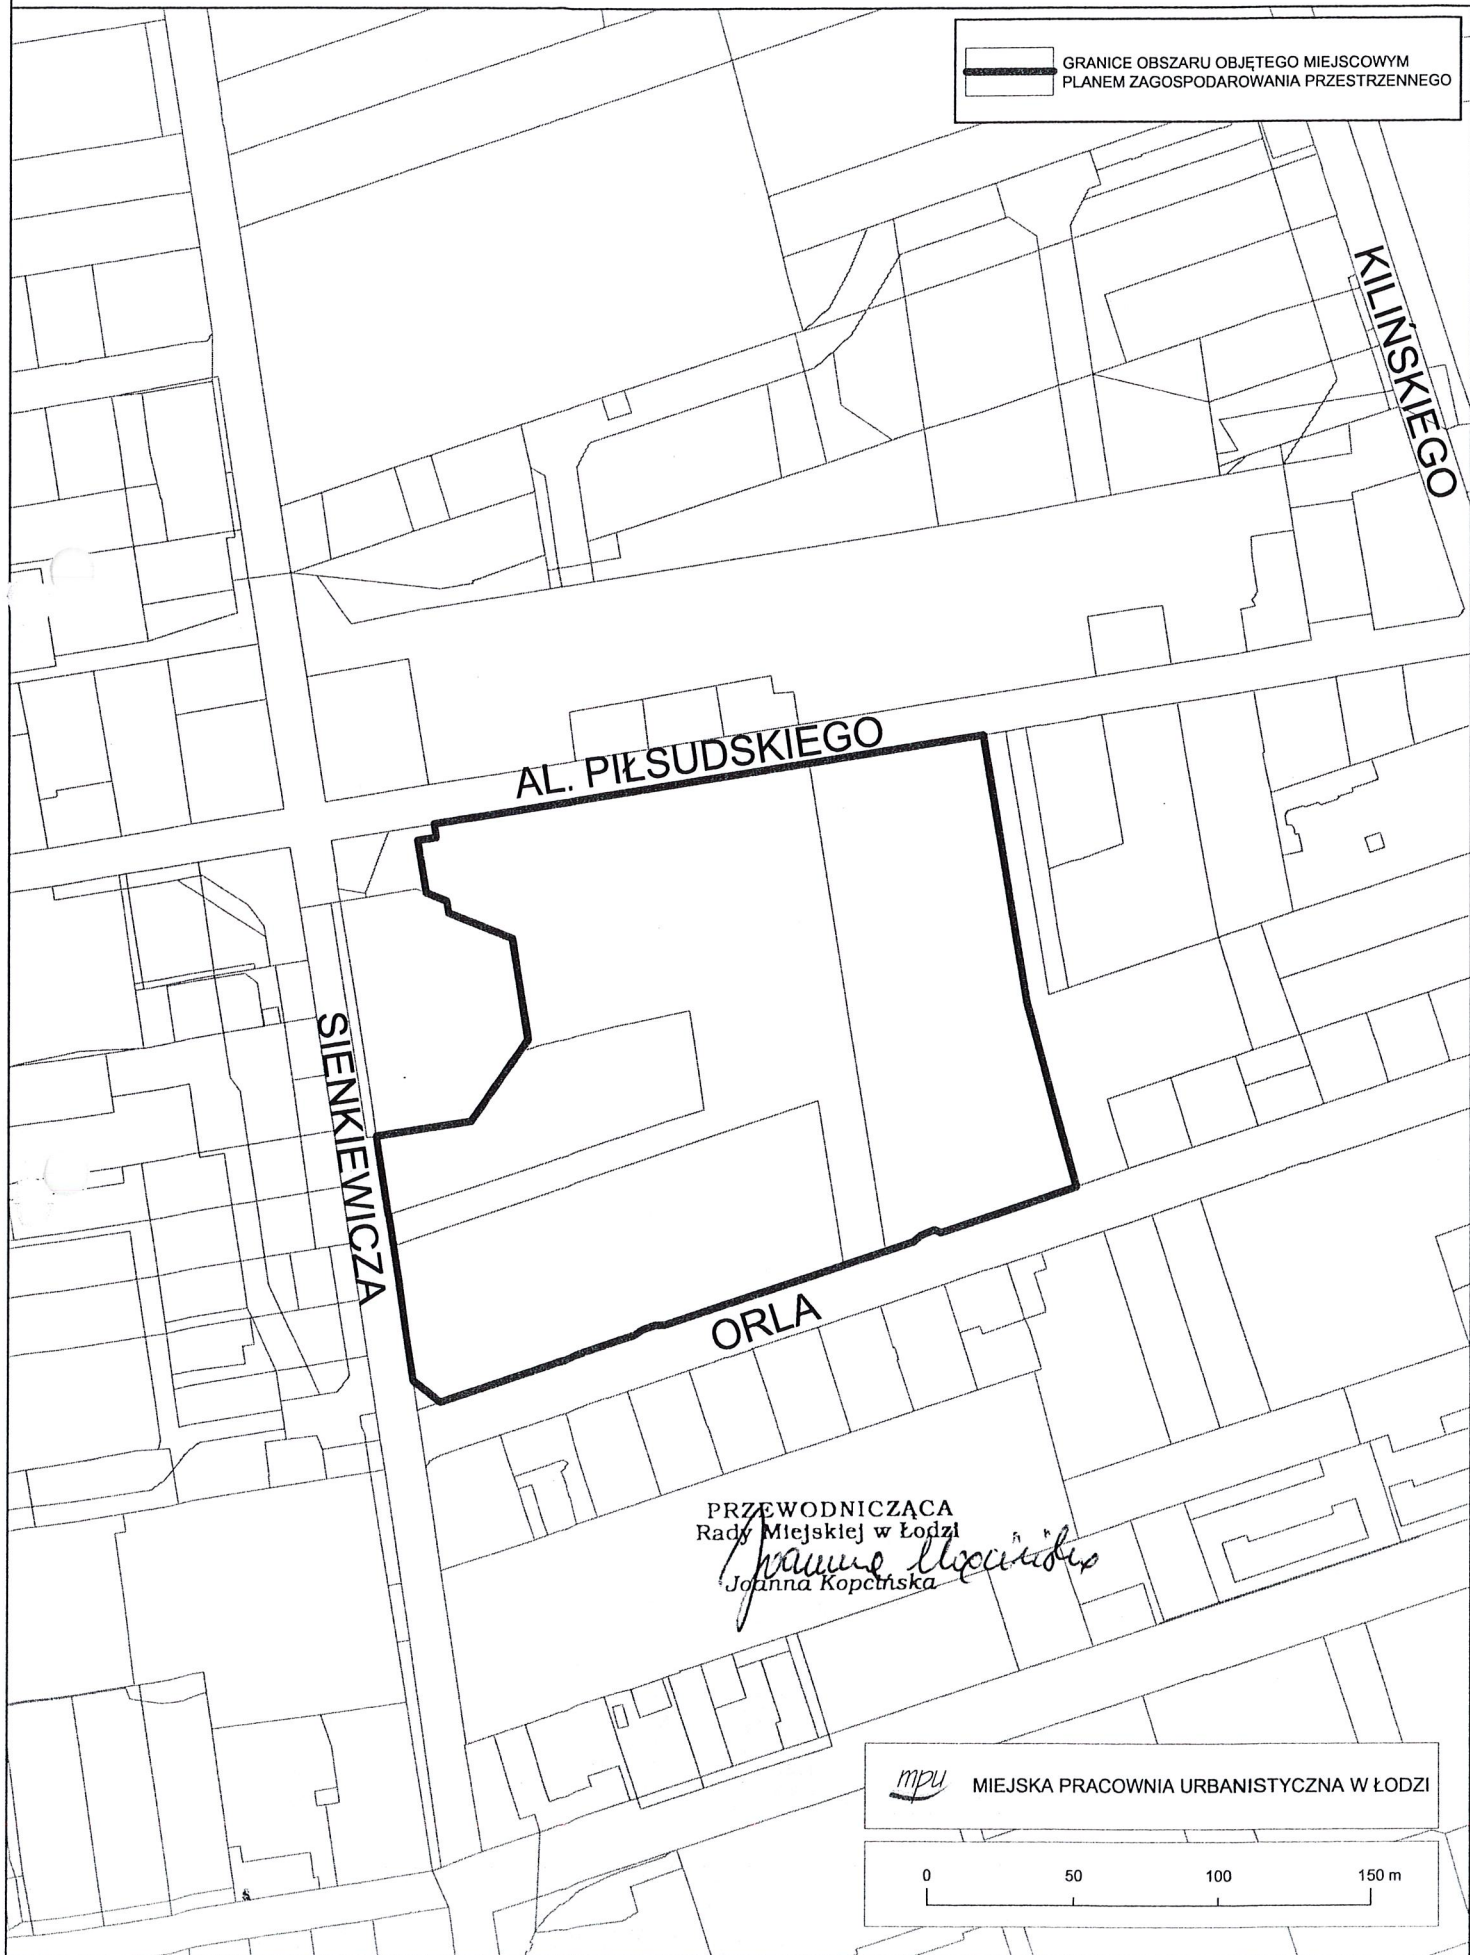 GRANICE OBSZARU OBJĘTEGO MIEJSCOWYM
PLANEM ZAGOSPODAROWANIA PRZESTRZENNEGO
KILIŃSKIEGO
AL. PIŁSUDSKIEGO
SIENKIEWICZA
ORLA
PRZEWODNICZĄCA
Rady Miejskiej w Łodzi
Joanna Kopcińska
mpu MIEJSKA PRACOWNIA URBANISTYCZNA W ŁODZI
0 50 100 150 m